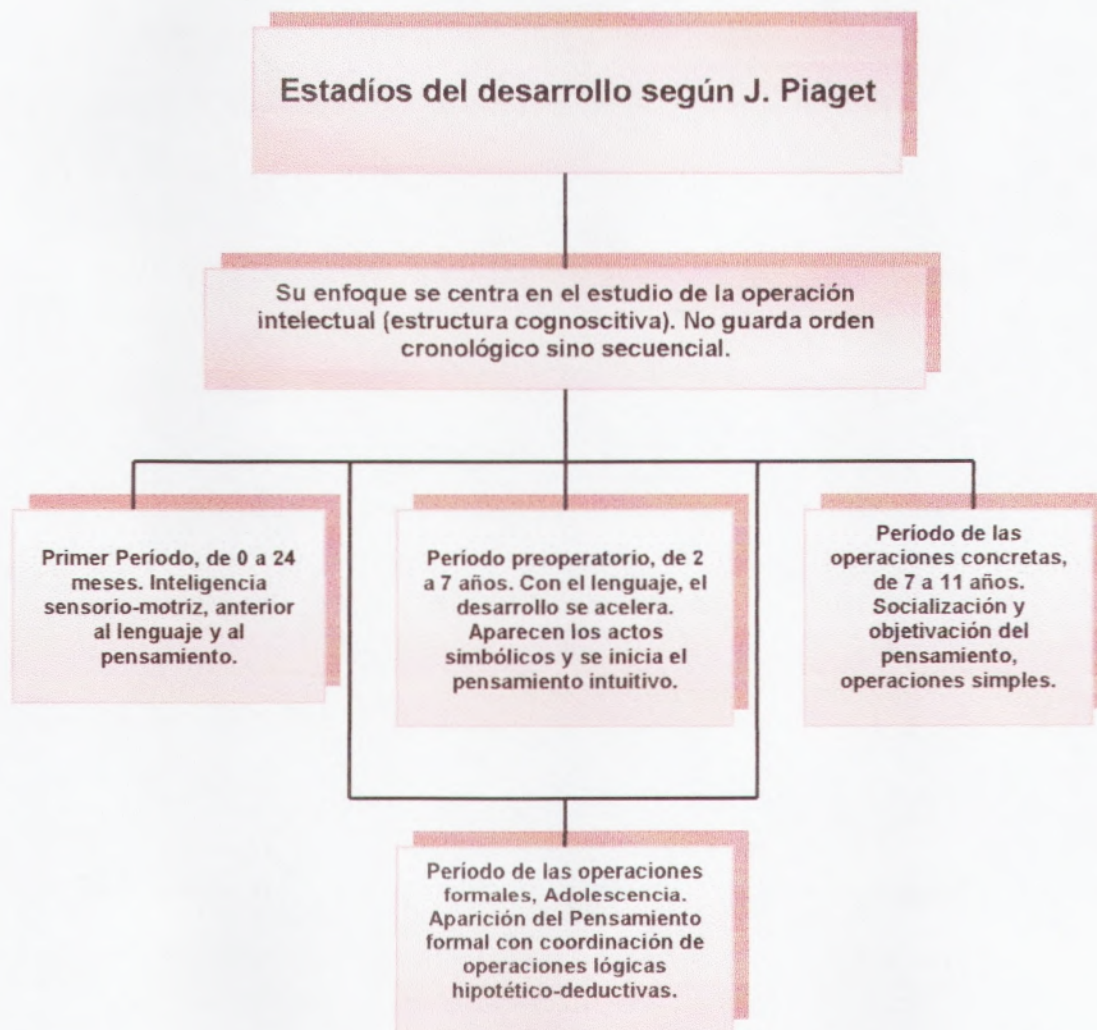 Estadíos del desarrollo según J. Piaget
Su enfoque se centra en el estudio de la operación
intelectual (estructura cognoscitiva). No guarda orden
cronológico sino secuencial.
Primer Período, de 0 a 24
meses. Inteligencia
sensorio-motriz, anterior
al lenguaje y al
pensamiento.
Período preoperatorio, de 2
a 7 años. Con el lenguaje, el
desarrollo se acelera.
Aparecen los actos
simbólicos y se inicia el
pensamiento intuitivo.
Período de las
operaciones concretas,
de 7 a 11 años.
Socialización y
objetivación del
pensamiento,
operaciones simples.
Período de las operaciones
formales, Adolescencia.
Aparición del Pensamiento
formal con coordinación de
operaciones lógicas
hipotético-deductivas.